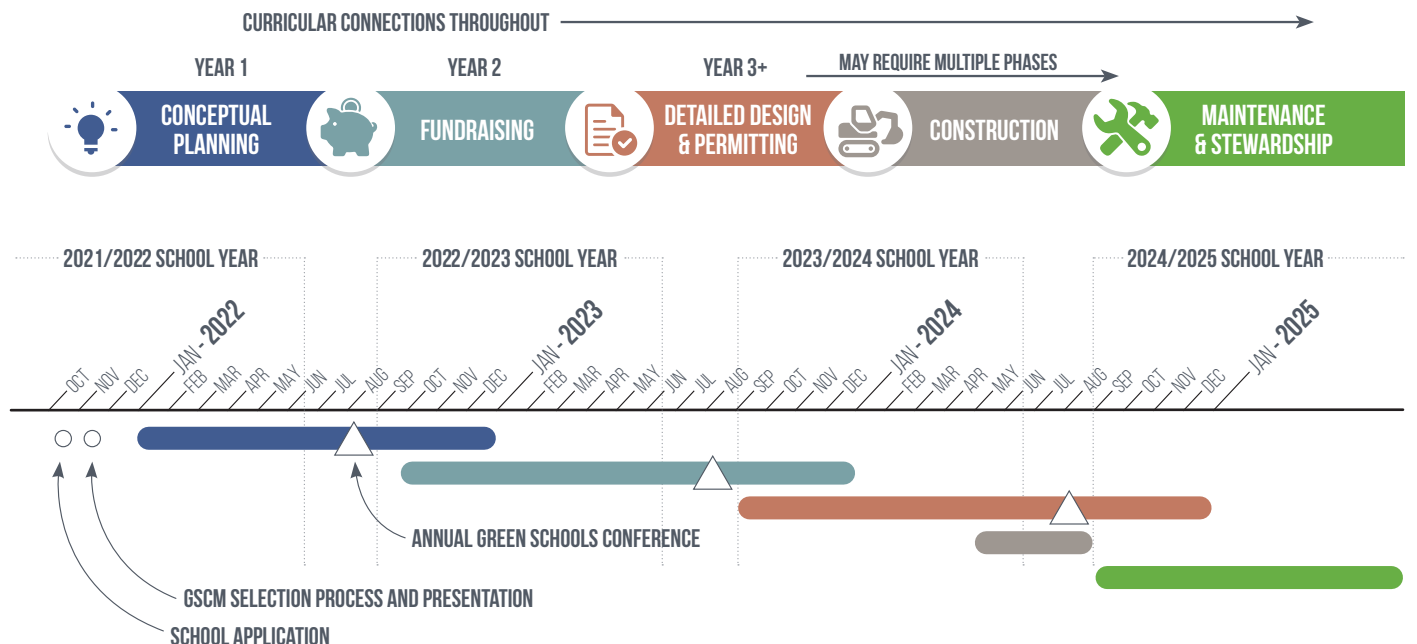 CURRICULAR CONNECTIONS THROUGHOUT
YEAR 1
YEAR 2
YEAR 3+
MAY REQUIRE MULTIPLE PHASES
CONCEPTUAL
PLANNING
FUNDRAISING
DETAILED DESIGN
& PERMITTING
CONSTRUCTION
MAINTENANCE
& STEWARDSHIP
2021/2022 SCHOOL YEAR
2022/2023 SCHOOL YEAR
2023/2024 SCHOOL YEAR
2024/2025 SCHOOL YEAR
OCT
NOV
DEC
JAN - 2022
FEB
MAR
APR
MAY
JUN
JUL
AUG
SEP
OCT
NOV
DEC
JAN - 2023
FEB
MAR
APR
MAY
JUN
JUL
AUG
SEP
OCT
NOV
DEC
JAN - 2024
FEB
MAR
APR
MAY
JUN
JUL
AUG
SEP
OCT
NOV
DEC
JAN - 2025
ANNUAL GREEN SCHOOLS CONFERENCE
GSCM SELECTION PROCESS AND PRESENTATION
SCHOOL APPLICATION